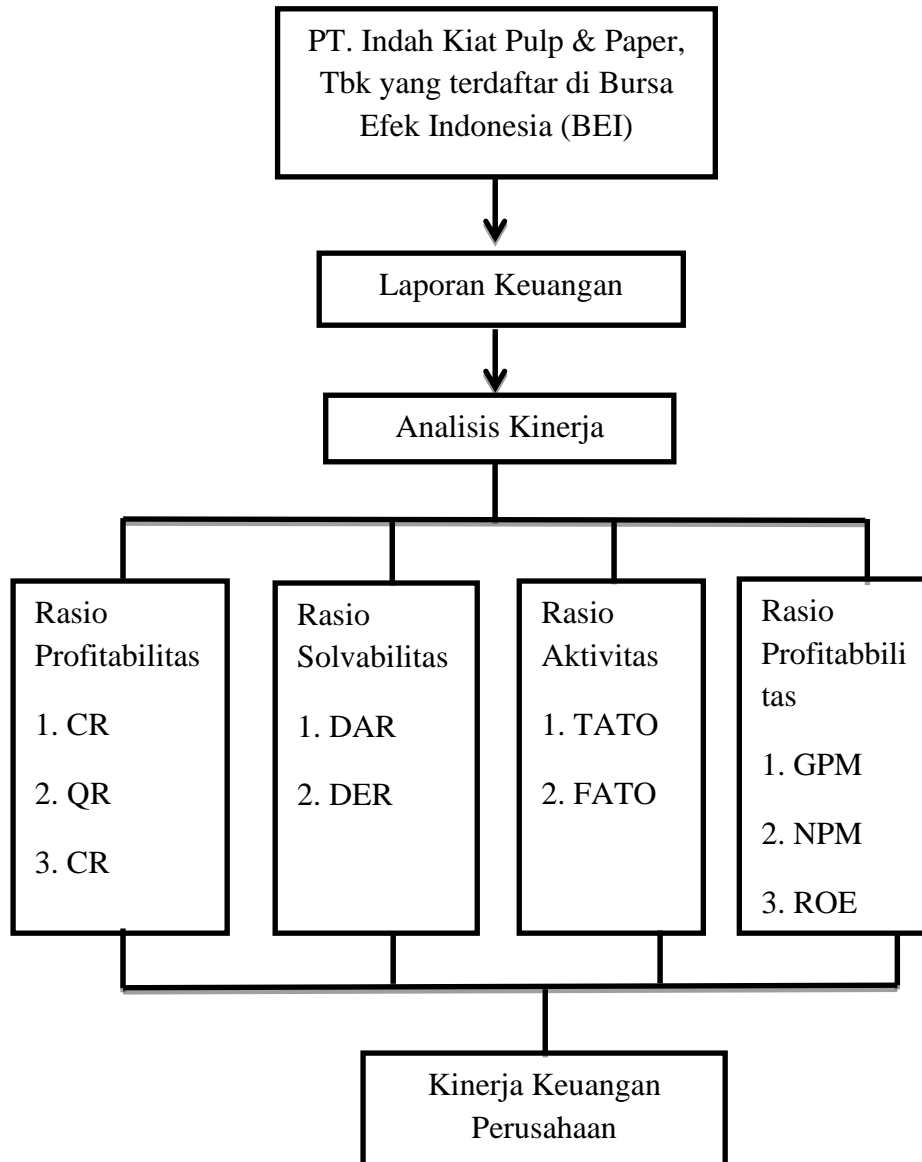 PT. Indah Kiat Pulp & Paper,
Tbk yang terdaftar di Bursa
Efek Indonesia (BEI)
Laporan Keuangan
Analisis Kinerja
Rasio
Profitabilitas
1. CR
2. QR
3. CR
Rasio
Solvabilitas
1. DAR
2. DER
Rasio
Aktivitas
1. TATO
2. FATO
Rasio
Profitabbili
tas
1. GPM
2. NPM
3. ROE
Kinerja Keuangan
Perusahaan